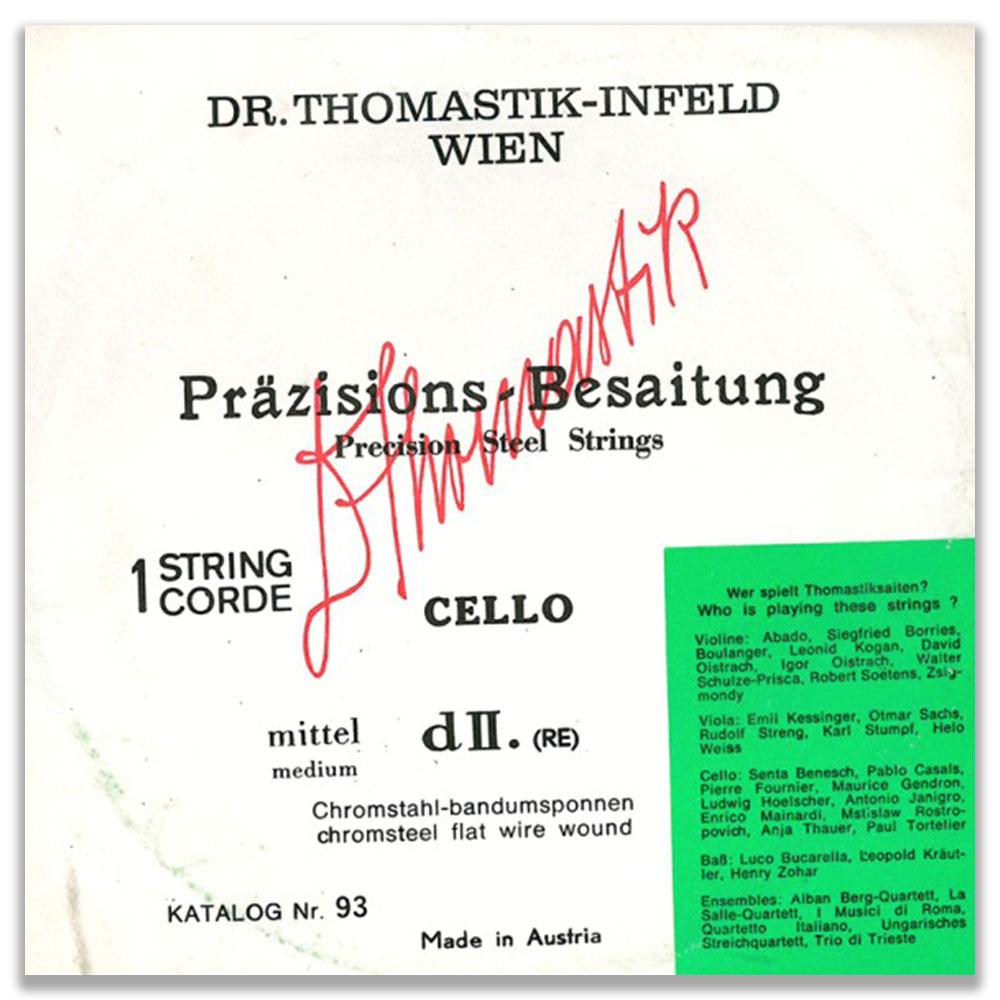 DR. THOMASTIK-INFELD
WIEN
Dr Thomastik
Präzisions-Besaitung
Precision Steel Strings
1 STRING
CORDE
CELLO
mittel
medium
d II. (RE)
Chromstahl-bandumsponnen
chromsteel flat wire wound
KATALOG Nr. 93
Made in Austria
Wer spielt Thomastiksaiten?
Who is playing these strings ?
Violine: Abado, Siegfried Borries,
Boulanger, Leonid Kogan, David
Oistrach, Igor Oistrach, Walter
Schulze-Prisca, Robert Soëtens, Zsig-
mondy
Viola: Emil Kessinger, Otmar Sachs,
Rudolf Streng, Karl Stumpf, Helo
Weiss
Cello: Senta Benesch, Pablo Casals,
Pierre Fournier, Maurice Gendron,
Ludwig Hoelscher, Antonio Janigro,
Enrico Mainardi, Mstislaw Rostro-
povich, Anja Thauer, Paul Tortelier
Baß: Luco Bucarella, Leopold Kräut-
ler, Henry Zohar
Ensembles: Alban Berg-Quartett, La
Salle-Quartett, I Musici di Roma,
Quartetto Italiano, Ungarisches
Streichquartett, Trio di Trieste